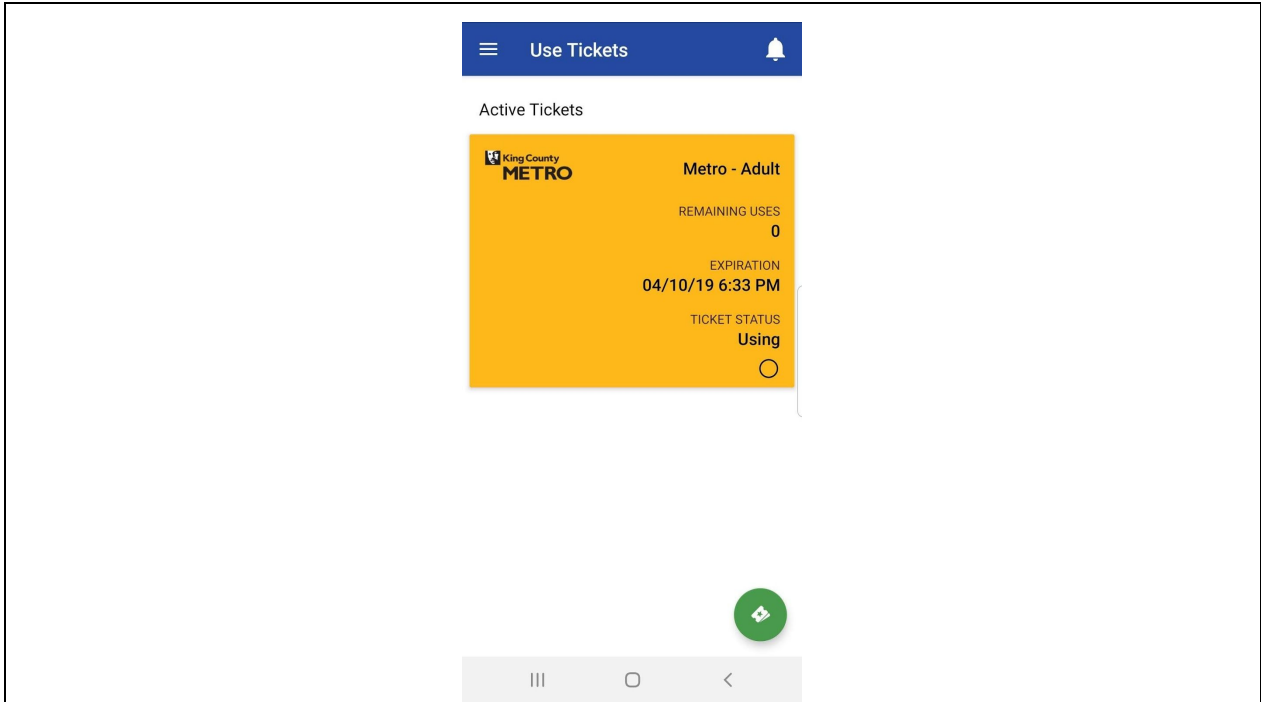 Use Tickets
Active Tickets
King County
METRO
Metro - Adult
REMAINING USES
0
EXPIRATION
04/10/19 6:33 PM
TICKET STATUS
Using